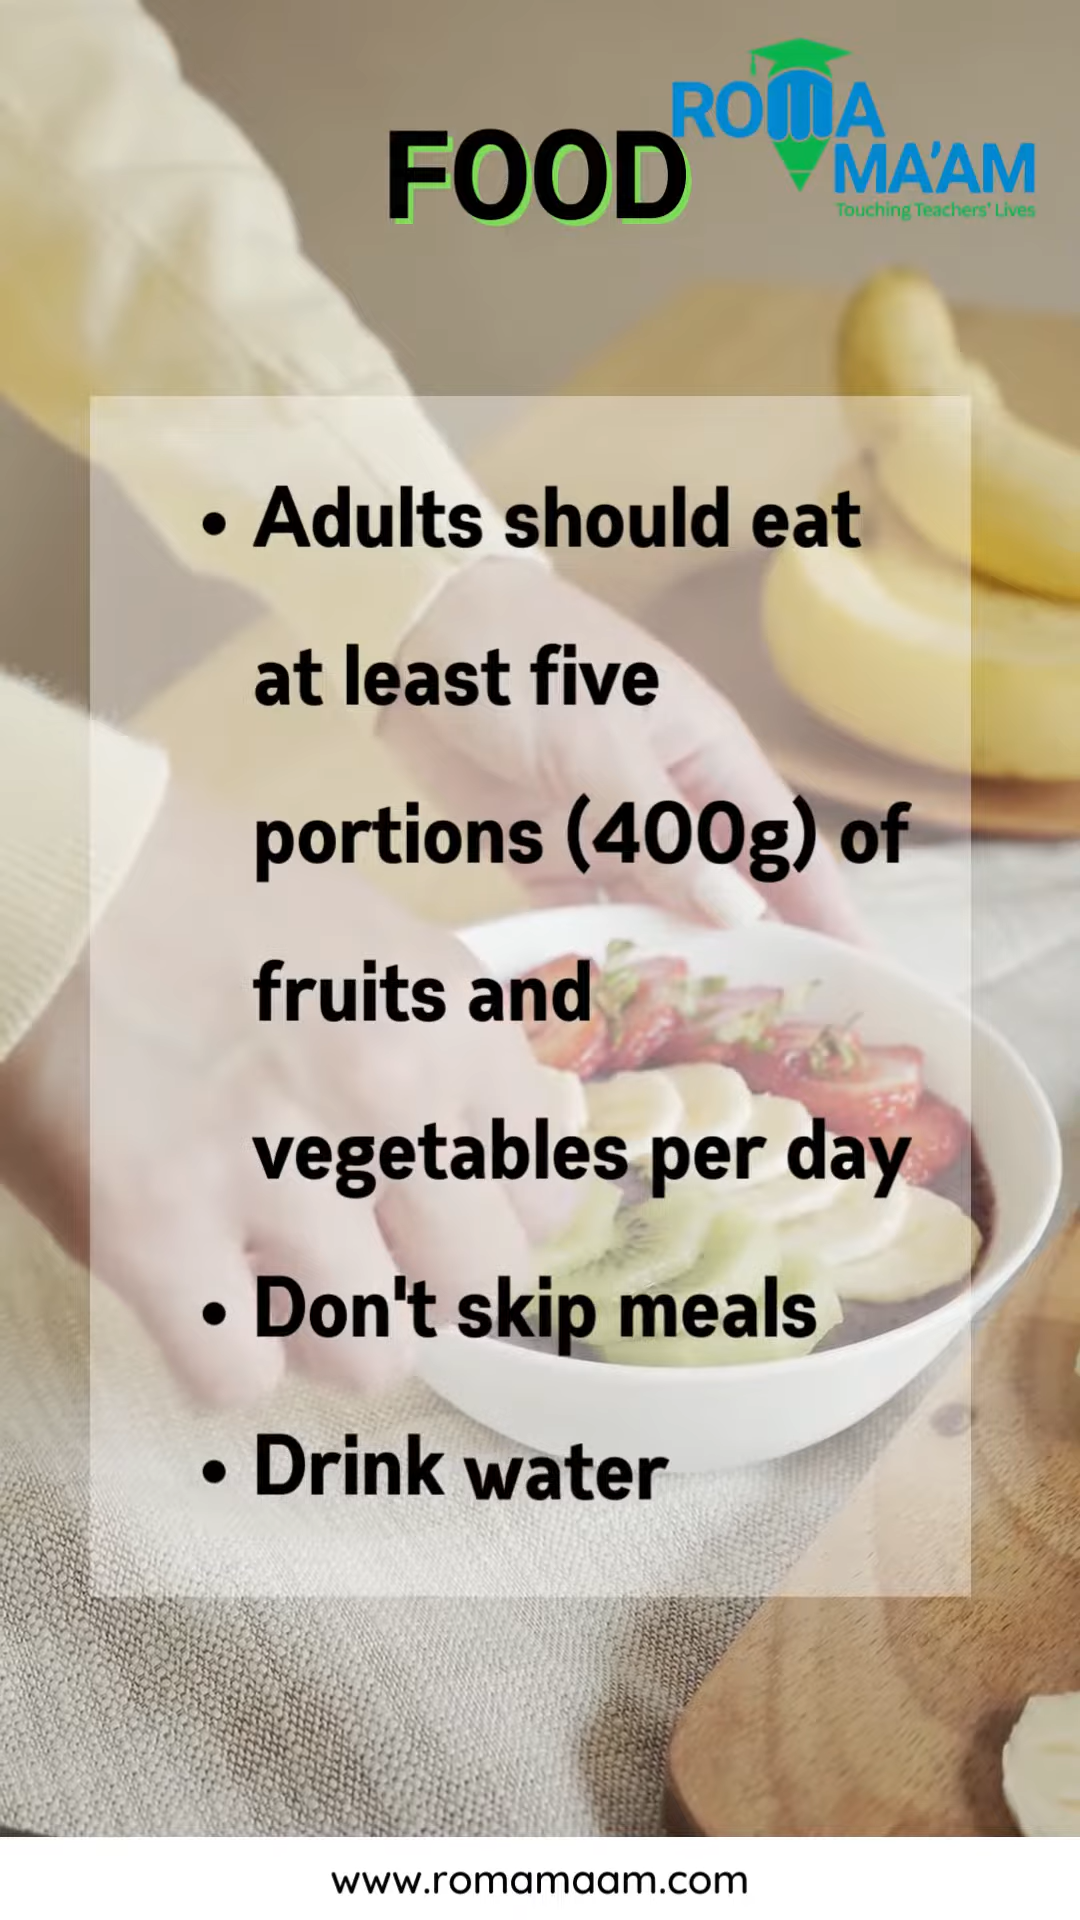 FOOD
ROMA
MA'AM
Touching Teachers' Lives
• Adults should eat
at least five
portions (400g) of
fruits and
vegetables per day
• Don't skip meals
• Drink water
www.romamaam.com